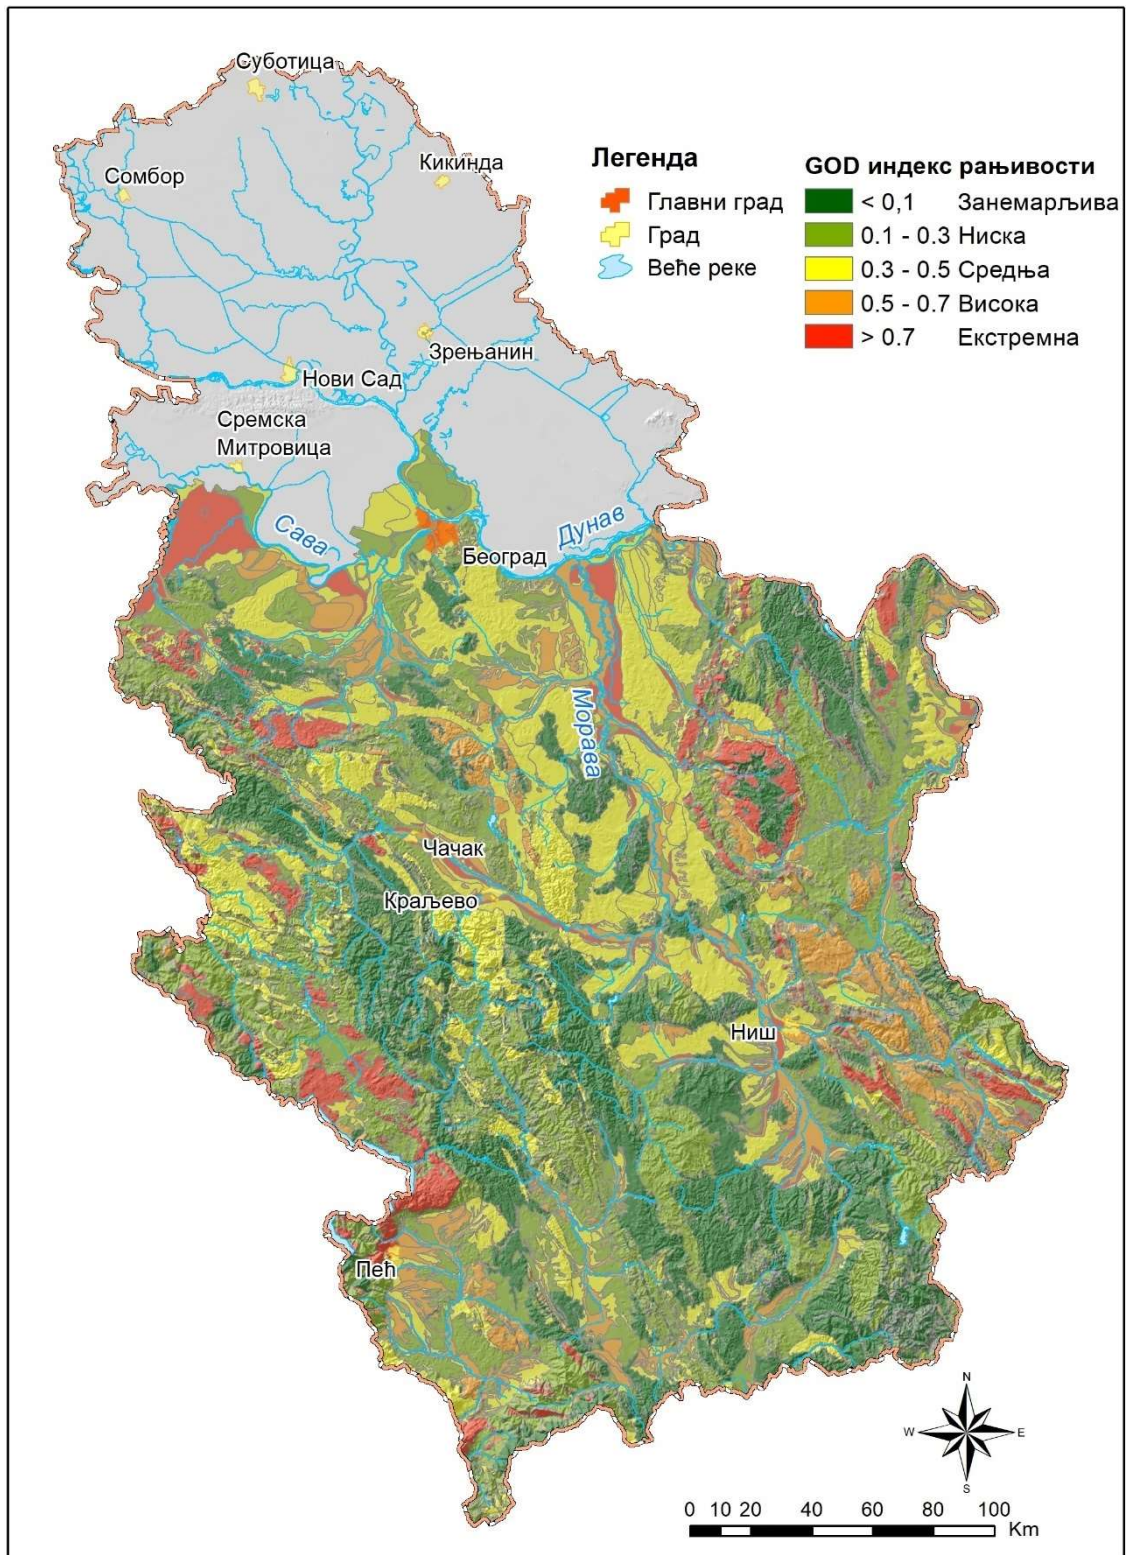 Суботица
Сомбор
Кикинда
Зрењанин
Нови Сад
Сремска
Митровица
Сава
Дунав
Београд
Морава
Чачак
Краљево
Ниш
Пећ
Легенда
Главни град
Град
Веће реке
GOD индекс рањивости
< 0,1 Занемарљива
0.1 - 0.3 Ниска
0.3 - 0.5 Средња
0.5 - 0.7 Висока
> 0.7 Екстремна
N
W E
S
0 10 20 40 60 80 100
Km